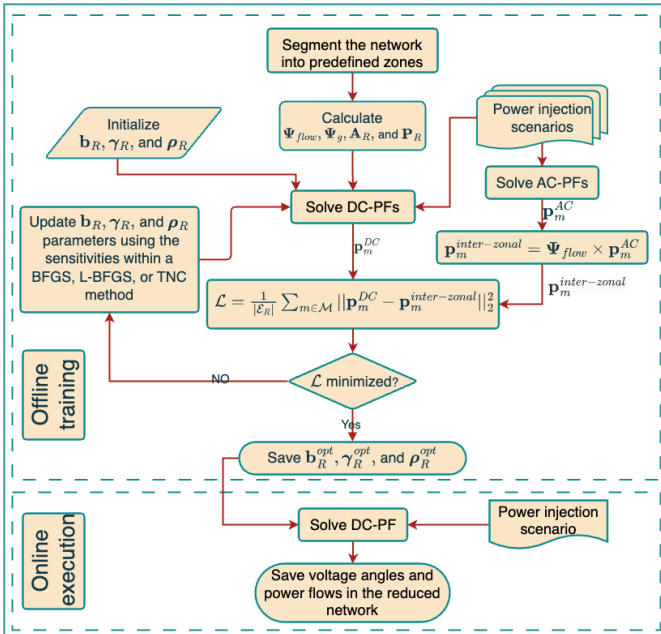 Segment the network
into predefined zones
Initialize
𝐛_R, 𝜸_R, and 𝝆_R
Calculate
𝚿_flow, 𝚿_g, 𝐀_R, and 𝐏_R
Power injection
scenarios
Solve AC-PFs
𝐩_m^AC
Solve DC-PFs
Update 𝐛_R, 𝜸_R, and 𝝆_R
parameters using the
sensitivities within a
BFGS, L-BFGS, or TNC
method
𝐩_m^{inter-zonal} = 𝚿_flow × 𝐩_m^AC
𝐩_m^DC
𝐩_m^{inter-zonal}
ℒ = 1/|ℰ_R| ∑_{m∈ℳ} ||𝐩_m^DC − 𝐩_m^{inter-zonal}||_2^2
NO
ℒ minimized?
Yes
Offline
training
Save 𝐛_R^opt, 𝜸_R^opt, and 𝝆_R^opt
Online
execution
Solve DC-PF
Power injection
scenario
Save voltage angles and
power flows in the reduced
network